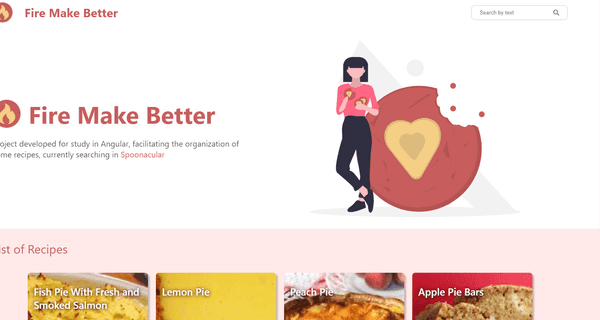 Fire Make Better
Search by text
Fire Make Better
roject developed for study in Angular, facilitating the organization of
me recipes, currently searching in Spoonacular
ist of Recipes
Fish Pie With Fresh and
Smoked Salmon
Lemon Pie
Peach Pie
Apple Pie Bars